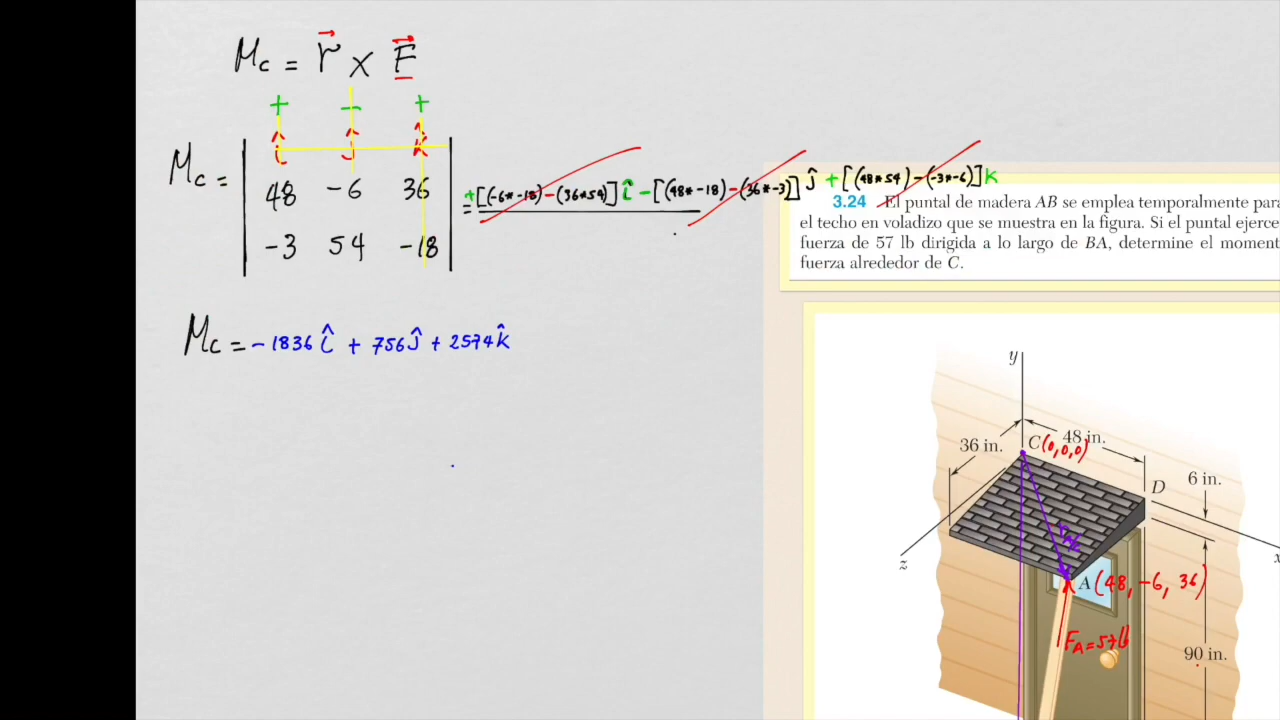 Mc = r⃗ × F⃗
+ − +
î ĵ k̂
Mc =
48 −6 36
−3 54 −18
= +[(-6*-18)-(36*54)] î -[(48*-18)-(36*-3)] ĵ +[(48*54)-(-3*-6)] k
Mc = -1836 î + 756 ĵ + 2574 k̂
3.24 El puntal de madera AB se emplea temporalmente para
el techo en voladizo que se muestra en la figura. Si el puntal ejerce
fuerza de 57 lb dirigida a lo largo de BA, determine el moment
fuerza alrededor de C.
y
36 in.
C(0,0,0)
48 in.
D
6 in.
z
x
A(48, -6, 36)
FA=57lb
90 in.